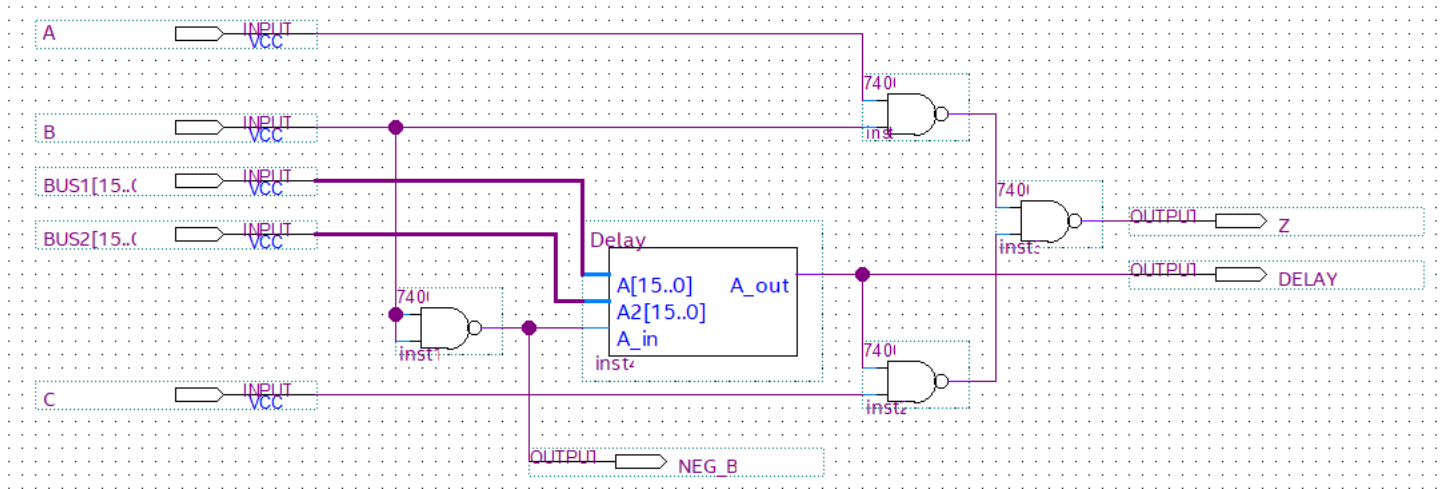 A INPUT VCC
7400
B INPUT VCC
inst
BUS1[15..0 INPUT VCC
7400
BUS2[15..0 INPUT VCC
OUTPUT Z
Delay
inst3
OUTPUT DELAY
A[15..0] A_out
A2[15..0]
A_in
7400
inst1
inst4
7400
C INPUT VCC
inst2
OUTPUT NEG_B